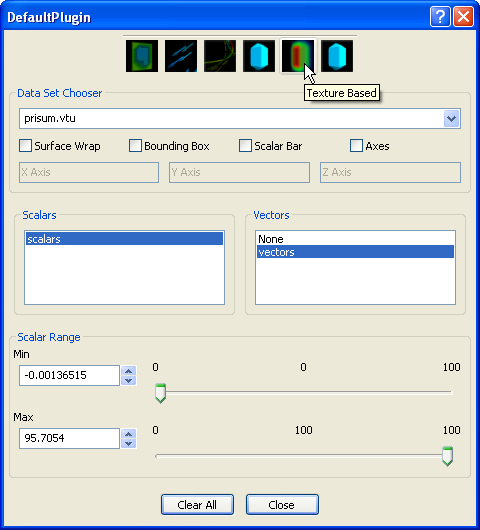 DefaultPlugin
Texture Based
Data Set Chooser
prisum.vtu
Surface Wrap Bounding Box Scalar Bar Axes
X Axis Y Axis Z Axis
Scalars Vectors
scalars None
vectors
Scalar Range
Min
0 0 100
-0.00136515
Max
0 100 100
95.7054
Clear All Close